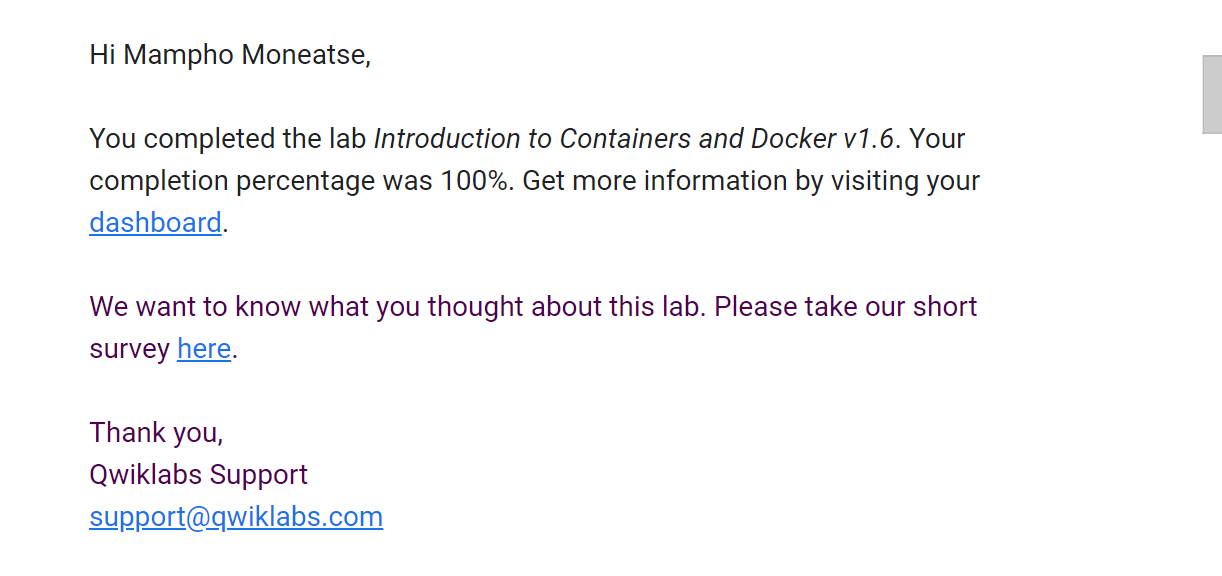 Hi Mampho Moneatse,
You completed the lab Introduction to Containers and Docker v1.6. Your
completion percentage was 100%. Get more information by visiting your
dashboard.
We want to know what you thought about this lab. Please take our short
survey here.
Thank you,
Qwiklabs Support
support@qwiklabs.com